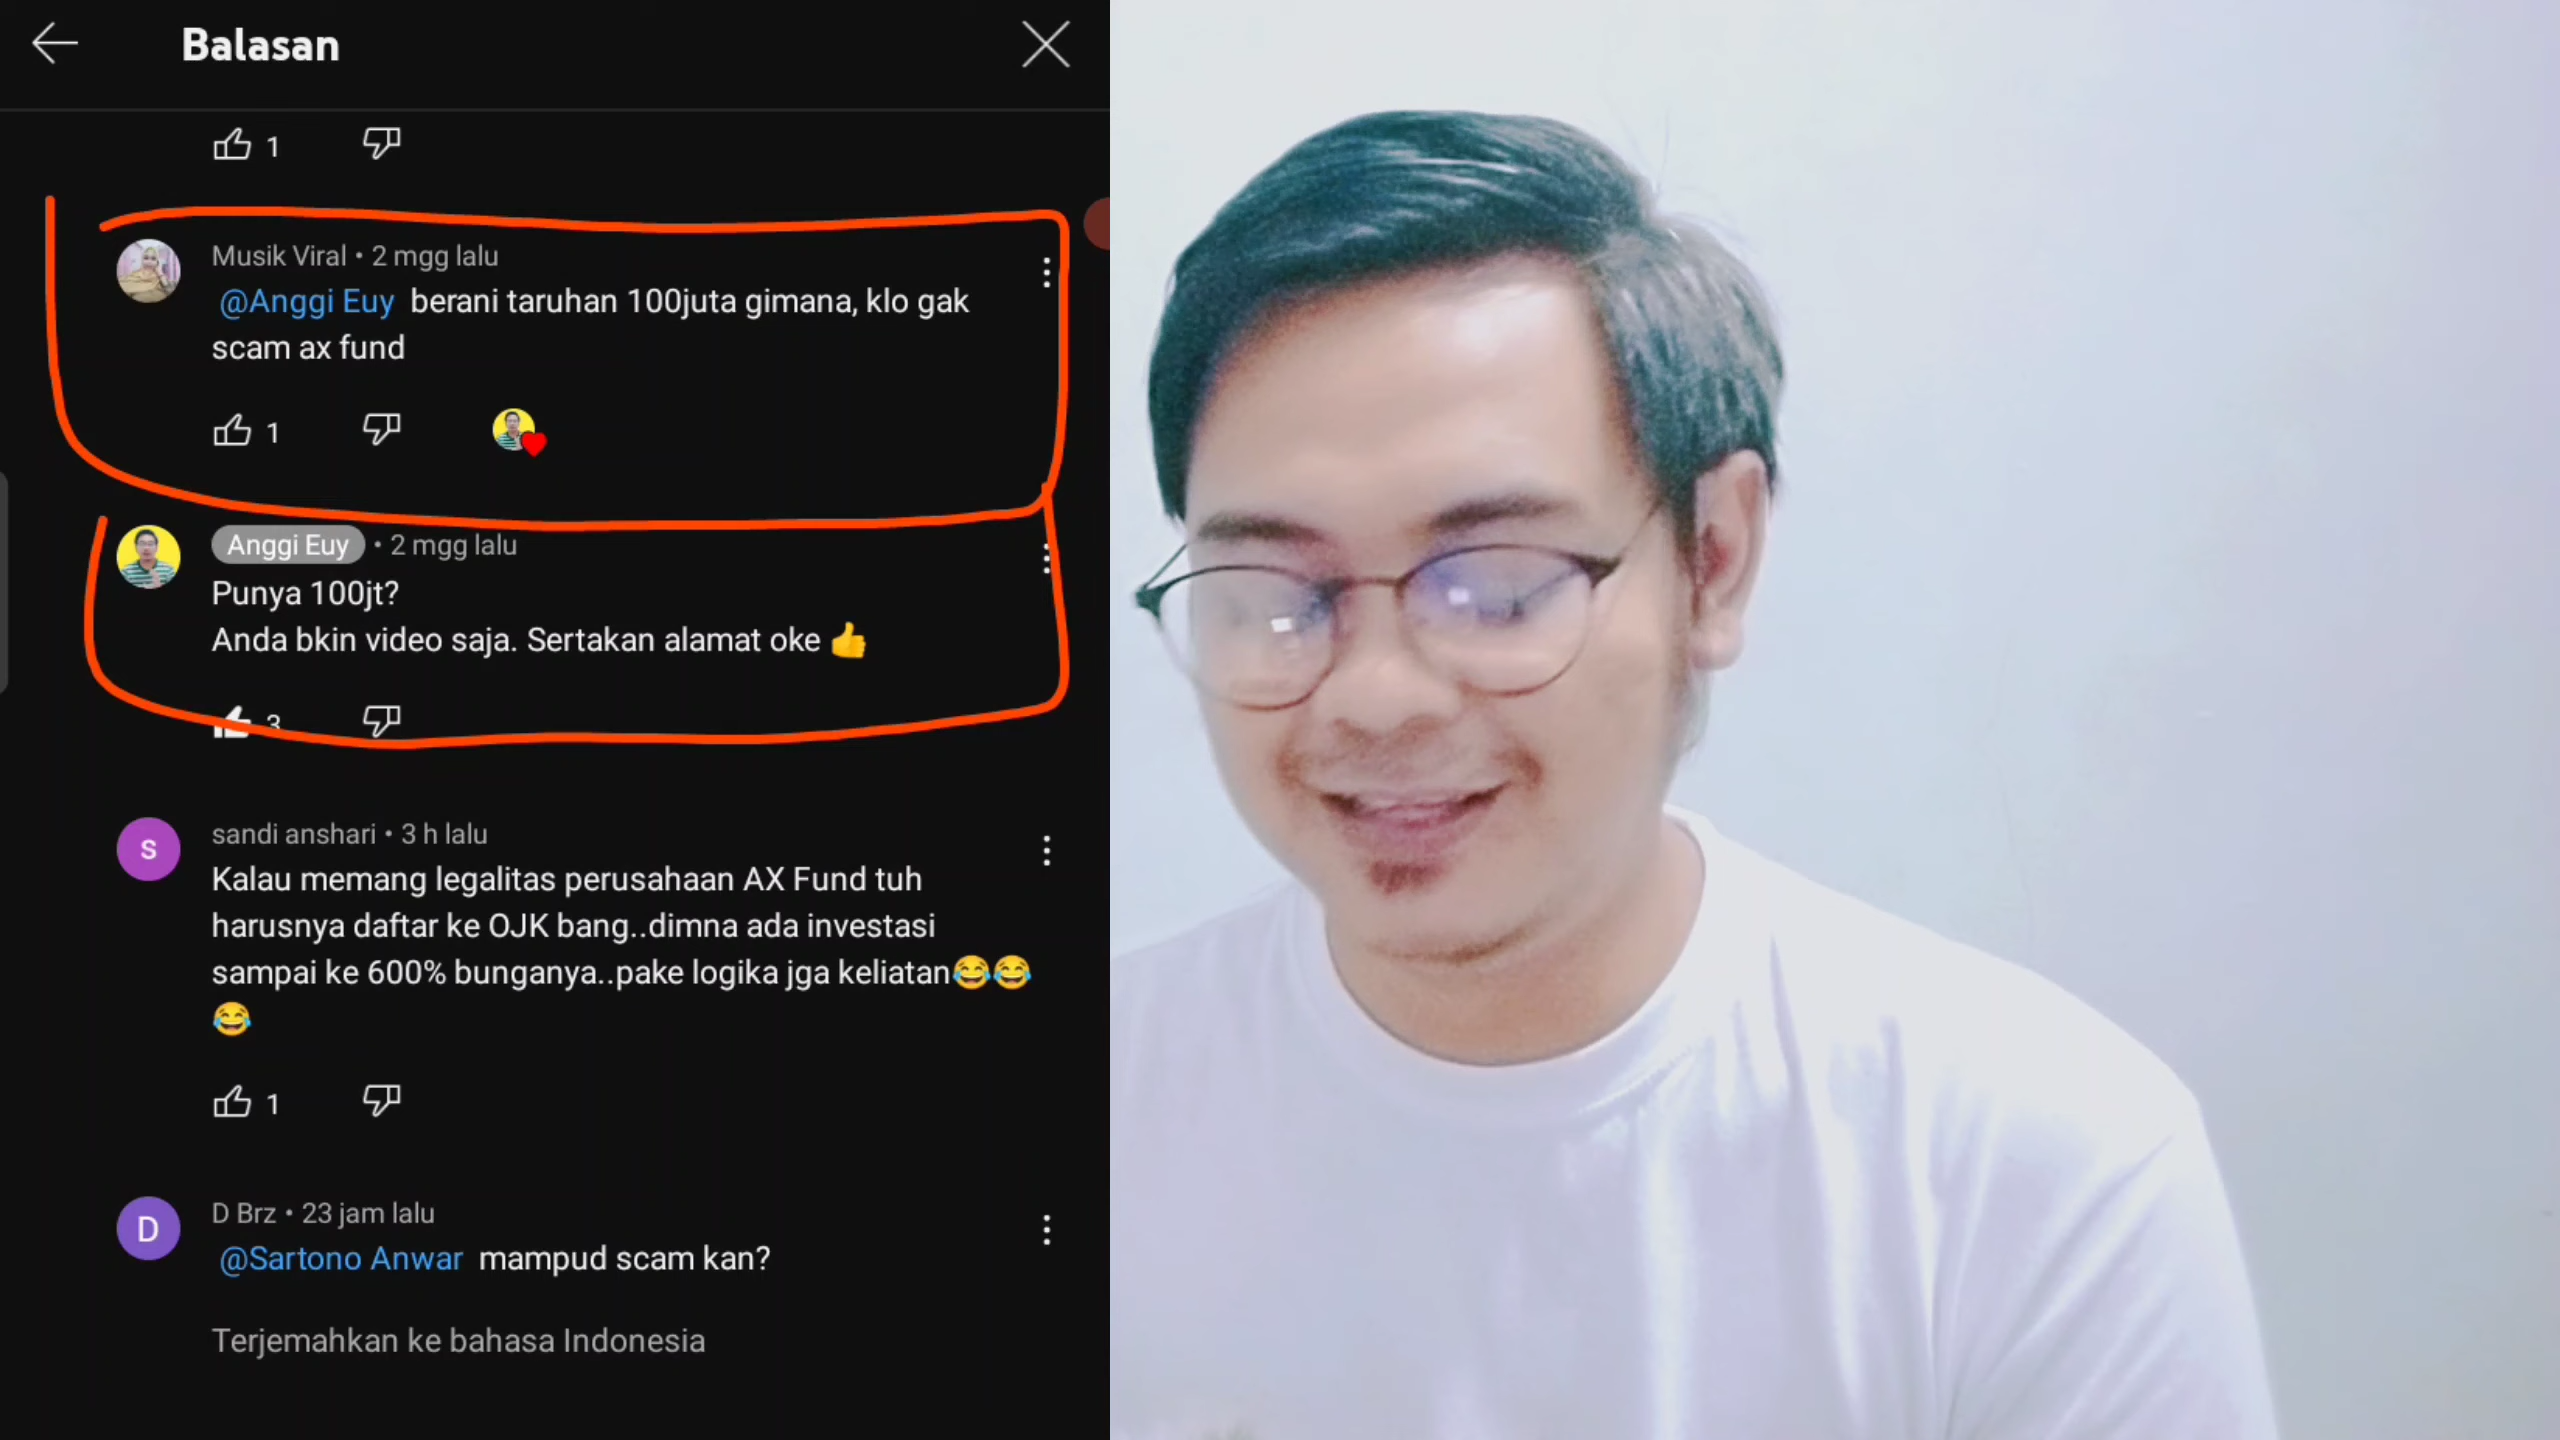 Balasan
1
Musik Viral • 2 mgg lalu
@Anggi Euy berani taruhan 100juta gimana, klo gak
scam ax fund
1
Anggi Euy • 2 mgg lalu
Punya 100jt?
Anda bkin video saja. Sertakan alamat oke 👍
3
S
sandi anshari • 3 h lalu
Kalau memang legalitas perusahaan AX Fund tuh
harusnya daftar ke OJK bang..dimna ada investasi
sampai ke 600% bunganya..pake logika jga keliatan😂😂
😂
1
D
D Brz • 23 jam lalu
@Sartono Anwar mampud scam kan?
Terjemahkan ke bahasa Indonesia